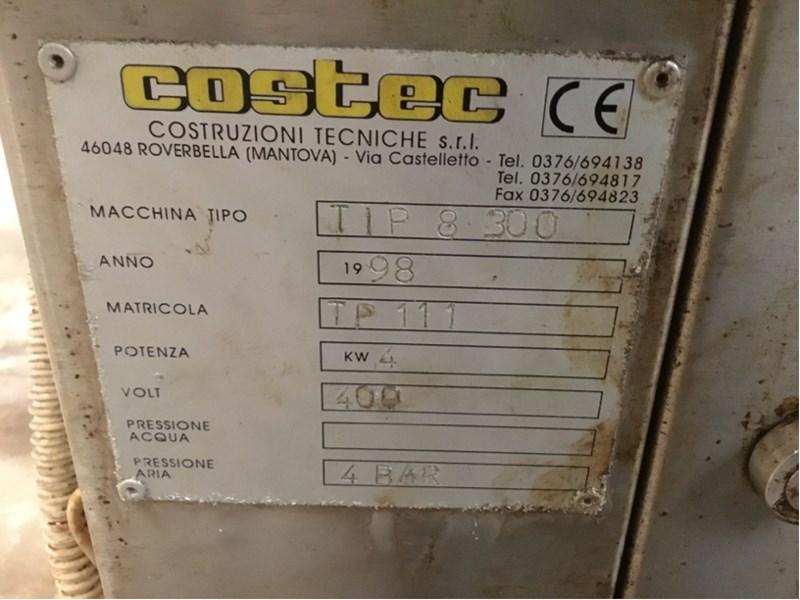 costec
CE
COSTRUZIONI TECNICHE s.r.l.
46048 ROVERBELLA (MANTOVA) - Via Castelletto - Tel. 0376/694138
Tel. 0376/694817
Fax 0376/694823
MACCHINA TIPO TIP 8 300
ANNO 1998
MATRICOLA TP 111
POTENZA KW 4
VOLT 400
PRESSIONE
ACQUA
PRESSIONE
ARIA 4 BAR